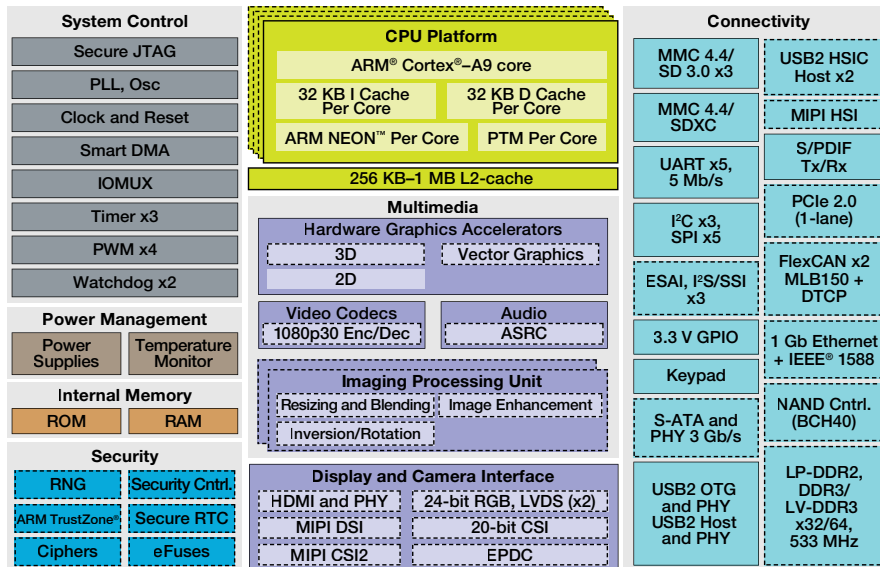 System Control
Secure JTAG
PLL, Osc
Clock and Reset
Smart DMA
IOMUX
Timer x3
PWM x4
Watchdog x2
Power Management
Power
Supplies
Temperature
Monitor
Internal Memory
ROM
RAM
Security
RNG
Security Cntrl.
ARM TrustZone®
Secure RTC
Ciphers
eFuses
CPU Platform
ARM® Cortex®–A9 core
32 KB I Cache
Per Core
32 KB D Cache
Per Core
ARM NEON™ Per Core
PTM Per Core
256 KB–1 MB L2-cache
Multimedia
Hardware Graphics Accelerators
3D
Vector Graphics
2D
Video Codecs
1080p30 Enc/Dec
Audio
ASRC
Imaging Processing Unit
Resizing and Blending
Image Enhancement
Inversion/Rotation
Display and Camera Interface
HDMI and PHY
24-bit RGB, LVDS (x2)
MIPI DSI
20-bit CSI
MIPI CSI2
EPDC
Connectivity
MMC 4.4/
SD 3.0 x3
MMC 4.4/
SDXC
UART x5,
5 Mb/s
I²C x3,
SPI x5
ESAI, I²S/SSI
x3
3.3 V GPIO
Keypad
S-ATA and
PHY 3 Gb/s
USB2 OTG
and PHY
USB2 Host
and PHY
USB2 HSIC
Host x2
MIPI HSI
S/PDIF
Tx/Rx
PCIe 2.0
(1-lane)
FlexCAN x2
MLB150 +
DTCP
1 Gb Ethernet
+ IEEE® 1588
NAND Cntrl.
(BCH40)
LP-DDR2,
DDR3/
LV-DDR3
x32/64,
533 MHz